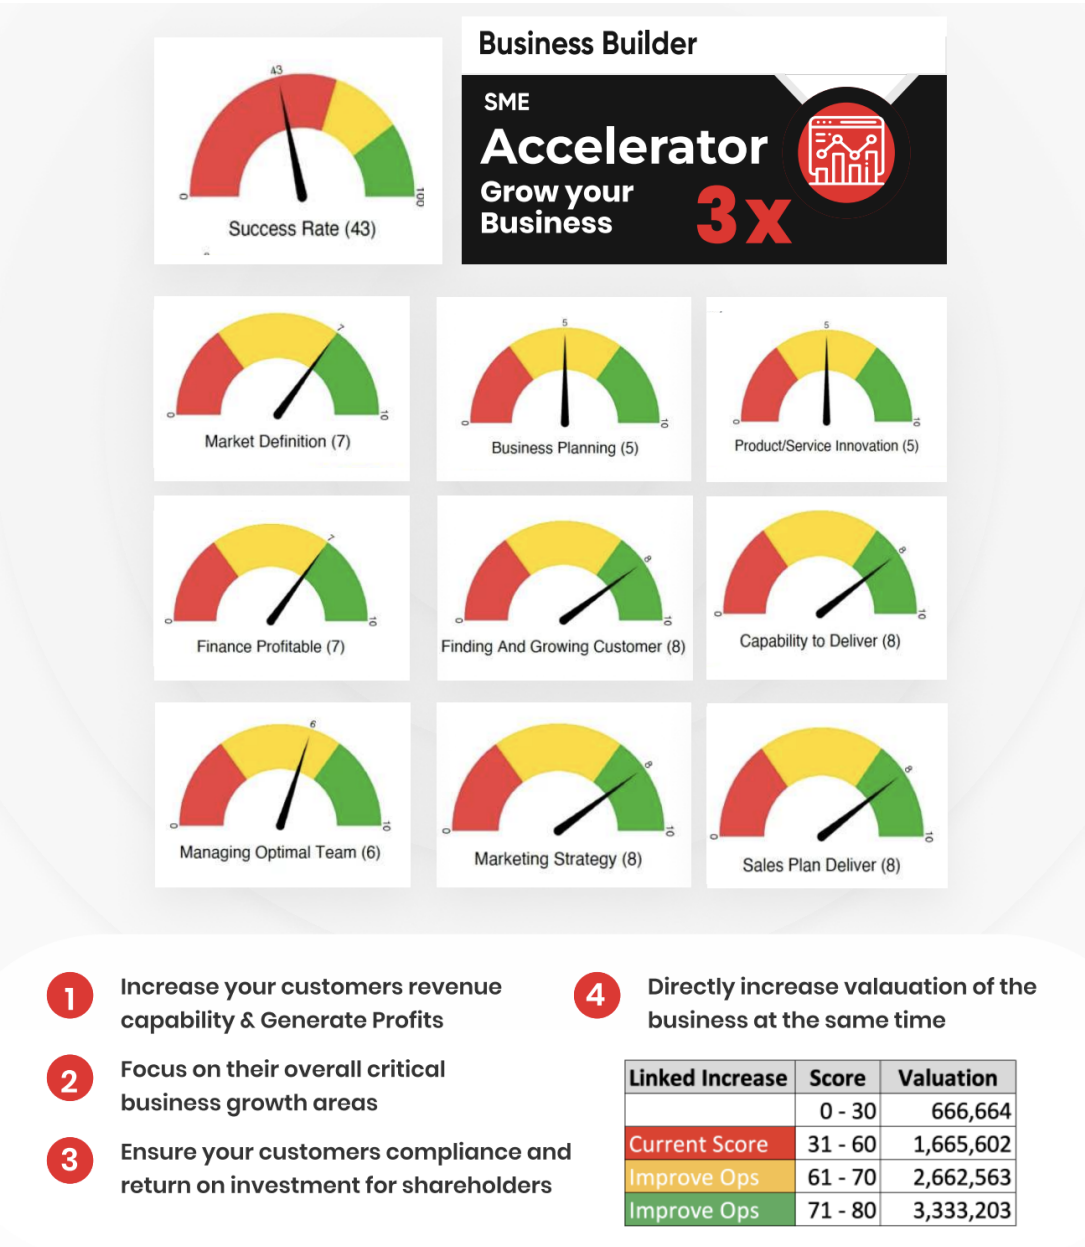 43
0
100
Success Rate (43)
Business Builder
SME
Accelerator
Grow your
Business
3x
7
0
10
Market Definition (7)
5
0
10
Business Planning (5)
5
0
10
Product/Service Innovation (5)
7
0
10
Finance Profitable (7)
8
0
10
Finding And Growing Customer (8)
8
0
10
Capability to Deliver (8)
6
0
10
Managing Optimal Team (6)
8
0
10
Marketing Strategy (8)
8
0
10
Sales Plan Deliver (8)
1
Increase your customers revenue
capability & Generate Profits
2
Focus on their overall critical
business growth areas
3
Ensure your customers compliance and
return on investment for shareholders
4
Directly increase valauation of the
business at the same time
Linked Increase Score Valuation
0 - 30 666,664
Current Score 31 - 60 1,665,602
Improve Ops 61 - 70 2,662,563
Improve Ops 71 - 80 3,333,203